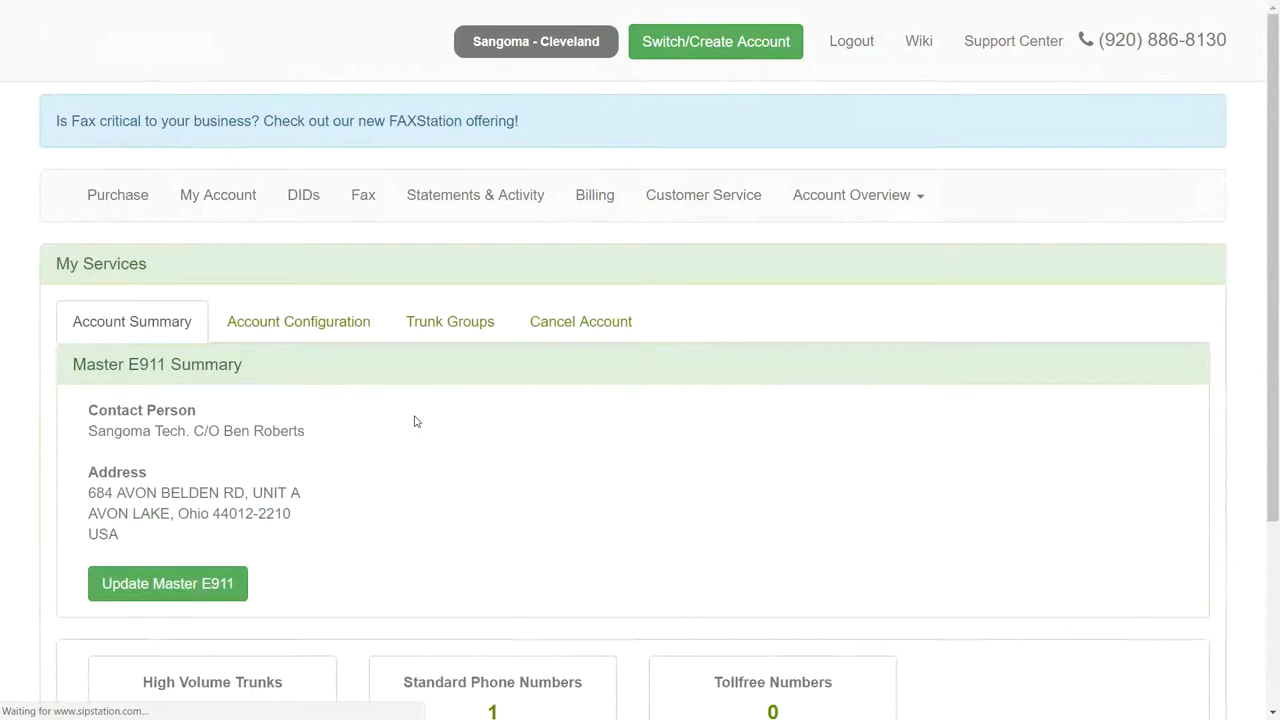 Sangoma - Cleveland
Switch/Create Account
Logout
Wiki
Support Center
(920) 886-8130
Is Fax critical to your business? Check out our new FAXStation offering!
Purchase
My Account
DIDs
Fax
Statements & Activity
Billing
Customer Service
Account Overview
My Services
Account Summary
Account Configuration
Trunk Groups
Cancel Account
Master E911 Summary
Contact Person
Sangoma Tech. C/O Ben Roberts
Address
684 AVON BELDEN RD, UNIT A
AVON LAKE, Ohio 44012-2210
USA
Update Master E911
High Volume Trunks
Standard Phone Numbers
1
Tollfree Numbers
0
Waiting for www.sipstation.com...